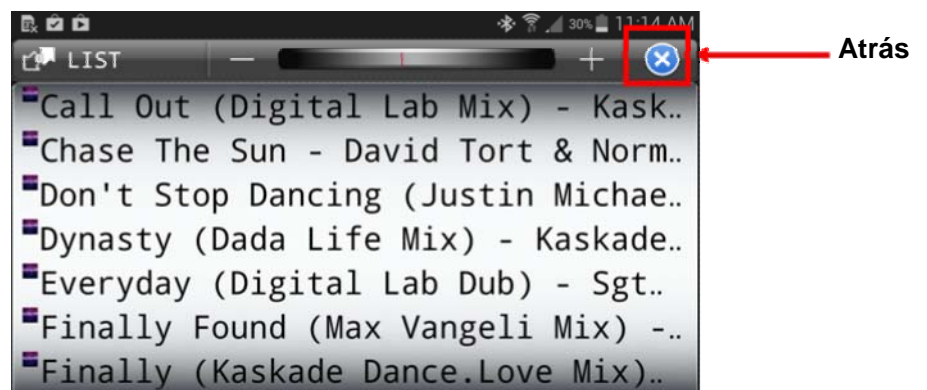 30% 11:14 AM
LIST − +
Atrás
Call Out (Digital Lab Mix) - Kask..
Chase The Sun - David Tort & Norm..
Don't Stop Dancing (Justin Michae..
Dynasty (Dada Life Mix) - Kaskade..
Everyday (Digital Lab Dub) - Sgt..
Finally Found (Max Vangeli Mix) -..
Finally (Kaskade Dance.Love Mix)..